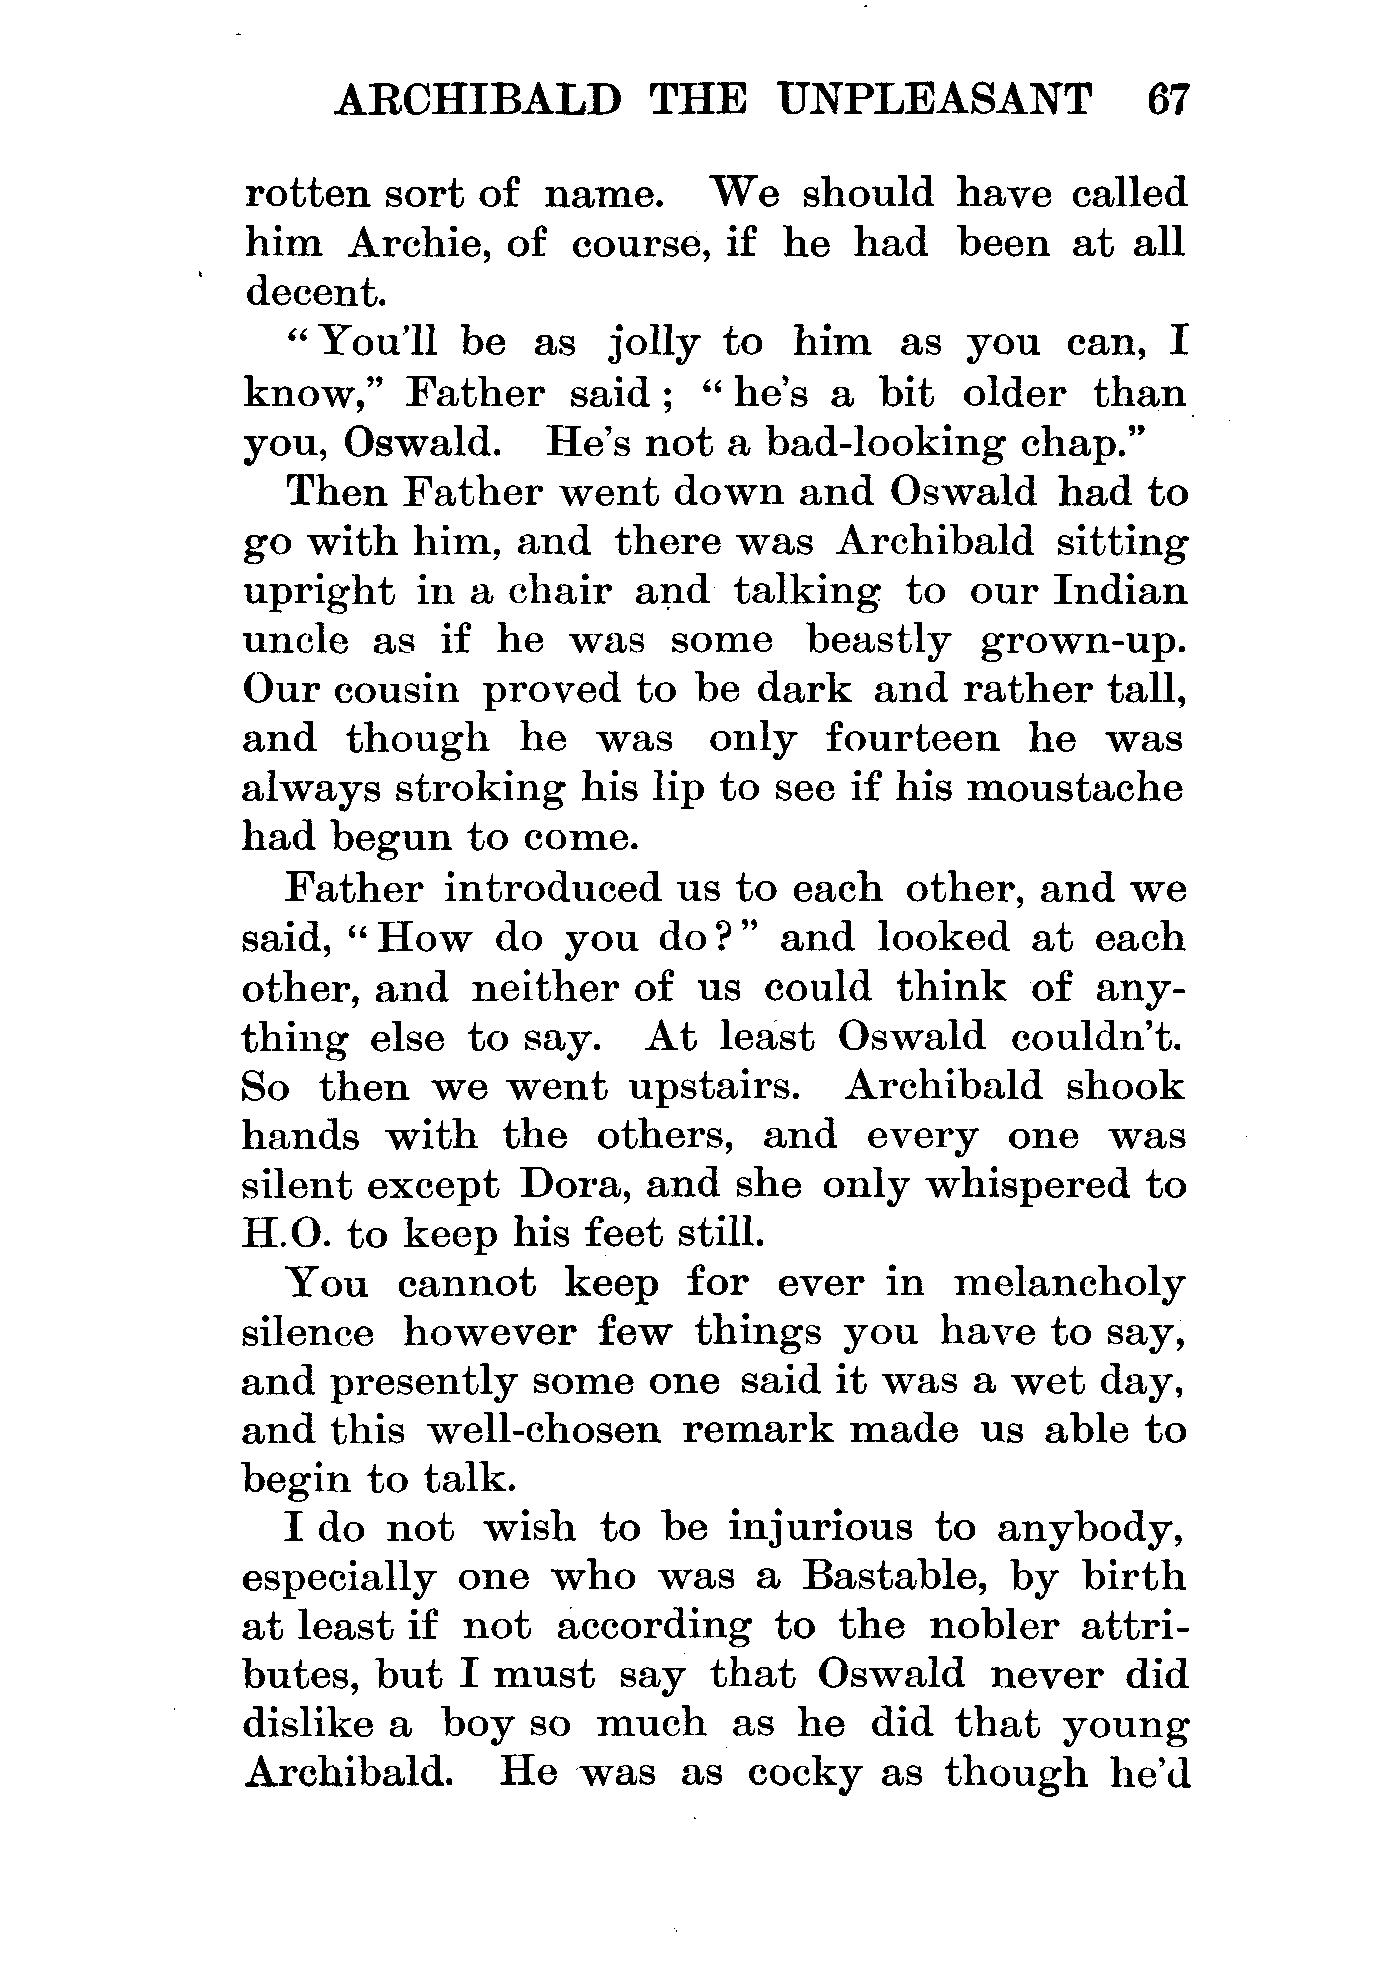 ARCHIBALD THE UNPLEASANT 67
rotten sort of name. We should have called
him Archie, of course, if he had been at all
decent.
“You'll be as jolly to him as you can, I
know,” Father said; “he's a bit older than
you, Oswald. He's not a bad-looking chap.”
Then Father went down and Oswald had to
go with him, and there was Archibald sitting
upright in a chair and talking to our Indian
uncle as if he was some beastly grown-up.
Our cousin proved to be dark and rather tall,
and though he was only fourteen he was
always stroking his lip to see if his moustache
had begun to come.
Father introduced us to each other, and we
said, “How do you do?” and looked at each
other, and neither of us could think of any-
thing else to say. At least Oswald couldn't.
So then we went upstairs. Archibald shook
hands with the others, and every one was
silent except Dora, and she only whispered to
H.O. to keep his feet still.
You cannot keep for ever in melancholy
silence however few things you have to say,
and presently some one said it was a wet day,
and this well-chosen remark made us able to
begin to talk.
I do not wish to be injurious to anybody,
especially one who was a Bastable, by birth
at least if not according to the nobler attri-
butes, but I must say that Oswald never did
dislike a boy so much as he did that young
Archibald. He was as cocky as though he'd